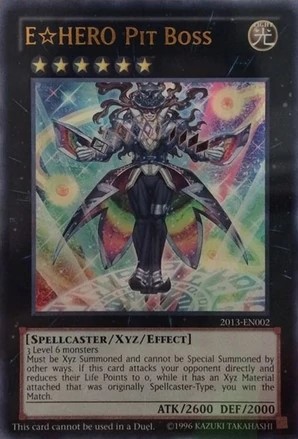 E☆HERO PIT BOSS
LIGHT
光
2013-EN002
[SPELLCASTER/XYZ/EFFECT]
3 Level 6 monsters
Must be Xyz Summoned and cannot be Special Summoned by
other ways. If this card attacks your opponent directly and
reduces their Life Points to 0, while it has an Xyz Material
attached that was originally Spellcaster-Type, you win the
Match.
ATK/2600 DEF/2000
This card cannot be used in a Duel. ©1996 KAZUKI TAKAHASHI